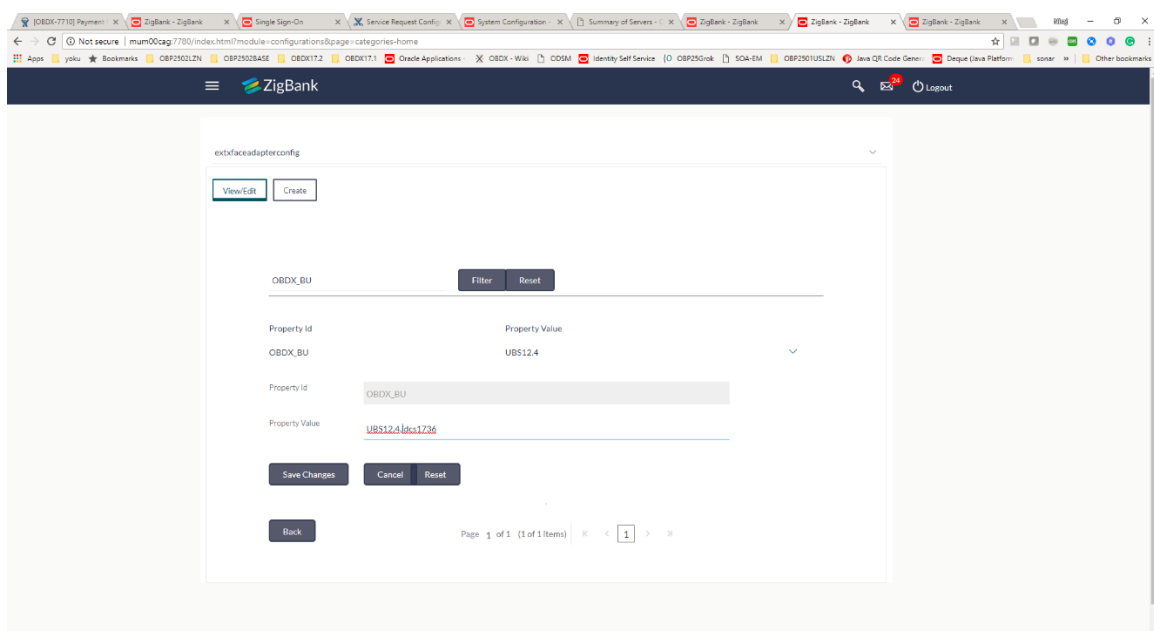 [OBDX-7710] Payment ZigBank - ZigBank Single Sign-On Service Request Config System Configuration - Summary of Servers - ZigBank - ZigBank ZigBank - ZigBank ZigBank - ZigBank
Not secure | mum00cag:7780/index.html?module=configurations&page=categories-home
Apps yoku Bookmarks OBP2502LZN OBP2502BASE OBDX17.2 OBDX17.1 Oracle Applications - OBDX - Wiki ODSM Identity Self Service OBP25Grok SOA-EM OBP2501USLZN Java QR Code Gener Deque (Java Platform sonar » Other bookmarks
ZigBank 24 Logout
extxfaceadapterconfig
View/Edit Create
OBDX_BU Filter Reset
Property Id Property Value
OBDX_BU UBS12.4
Property Id OBDX_BU
Property Value UBS12.4,idcs1736
Save Changes Cancel Reset
Back Page 1 of 1 (1 of 1 items) K < 1 > >|